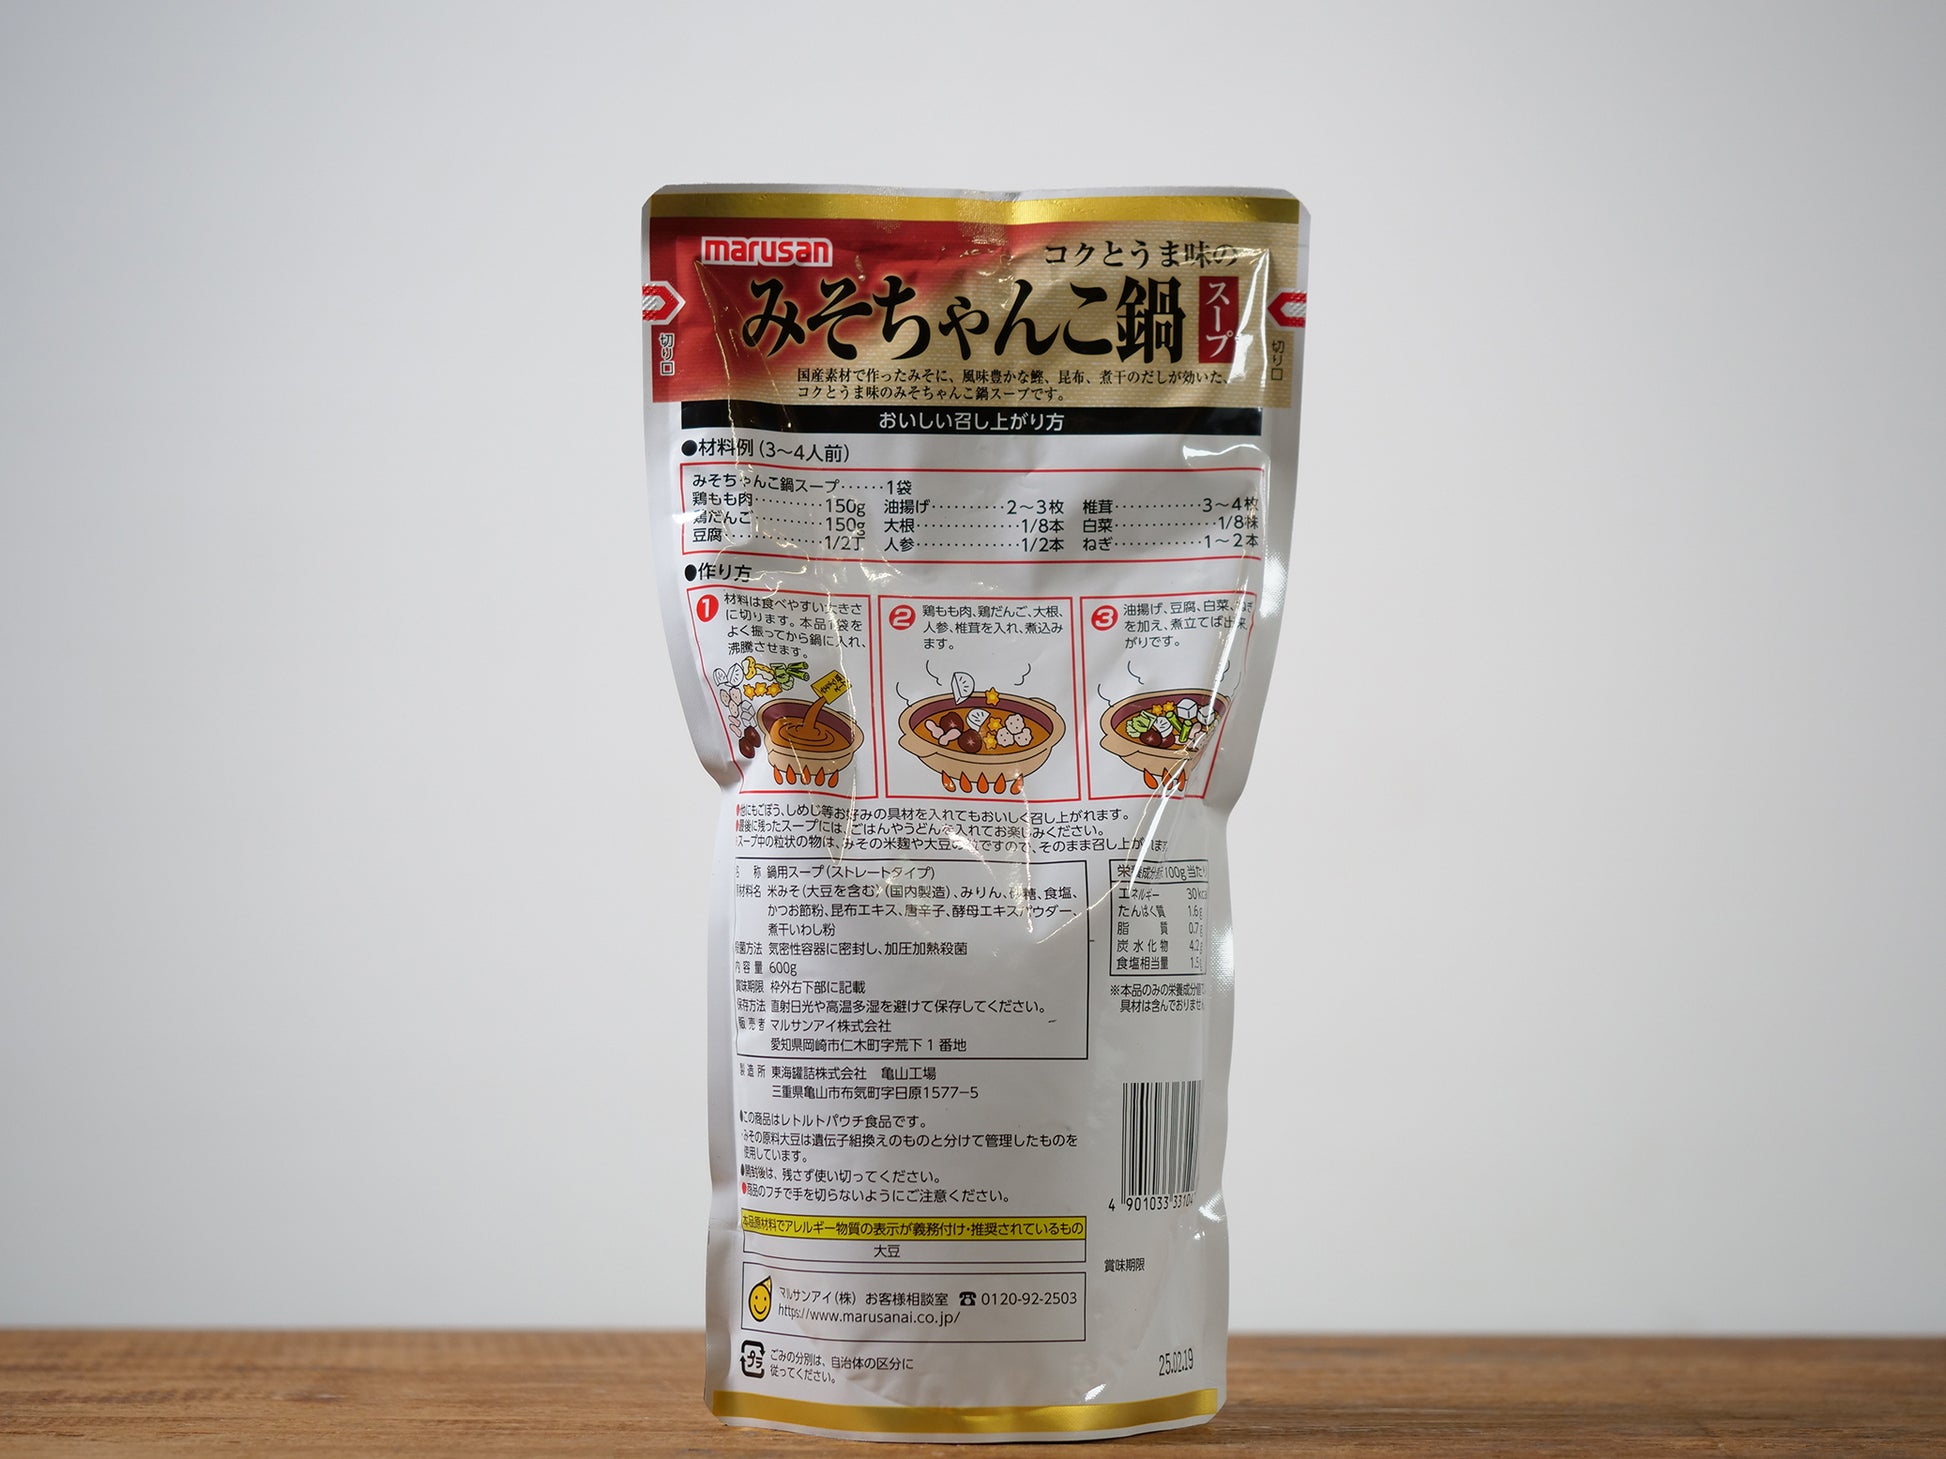 marusan
コクとうま味の
みそちゃんこ鍋
スープ
切り口
切り口
国産素材で作ったみそに、風味豊かな鰹、昆布、煮干のだしが効いた、
コクとうま味のみそちゃんこ鍋スープです。
おいしい召し上がり方
●材料例（3〜4人前）
みそちゃんこ鍋スープ‥‥‥1袋
鶏もも肉‥‥‥‥150g 油揚げ‥‥‥‥2〜3枚 椎茸‥‥‥‥‥3〜4枚
鶏だんご‥‥‥‥150g 大根‥‥‥‥‥1/8本 白菜‥‥‥‥‥1/8株
豆腐‥‥‥‥‥1/2丁 人参‥‥‥‥‥1/2本 ねぎ‥‥‥‥‥1〜2本
●作り方
1 材料は食べやすい大きさ
に切ります。本品1袋を
よく振ってから鍋に入れ、
沸騰させます。
2 鶏もも肉、鶏だんご、大根、
人参、椎茸を入れ、煮込み
ます。
3 油揚げ、豆腐、白菜、ねぎ
を加え、煮立てば出来
がりです。
●他にもごぼう、しめじ等お好みの具材を入れてもおいしく召し上がれます。
●最後に残ったスープには、ごはんやうどんを入れてお楽しみください。
●スープ中の粒状の物は、みその米麹や大豆の粒ですので、そのまま召し上がれます
名 称 鍋用スープ（ストレートタイプ）
原材料名 米みそ（大豆を含む）（国内製造）、みりん、砂糖、食塩、
かつお節粉、昆布エキス、唐辛子、酵母エキスパウダー、
煮干いわし粉
殺菌方法 気密性容器に密封し、加圧加熱殺菌
内容量 600g
賞味期限 枠外右下部に記載
保存方法 直射日光や高温多湿を避けて保存してください。
販売者 マルサンアイ株式会社
愛知県岡崎市仁木町字荒下1番地
栄養成分値100g当たり
エネルギー 30kc
たんぱく質 1.6g
脂 質 0.7g
炭水化物 4.2g
食塩相当量 1.5g
※本品のみの栄養成分値で
具材は含んでおりません
製造所 東海罐詰株式会社 亀山工場
三重県亀山市布気町字日原1577-5
●この商品はレトルトパウチ食品です。
・みその原料大豆は遺伝子組換えのものと分けて管理したものを
使用しています。
●開封後は、残さず使い切ってください。
●商品のフチで手を切らないようにご注意ください。
4 901033 33104
本品原材料でアレルギー物質の表示が義務付け・推奨されているもの
大豆
賞味期限
マルサンアイ（株） お客様相談室 ☎0120-92-2503
https://www.marusanai.co.jp/
プラ
ごみの分別は、自治体の区分に
従ってください。
25.02.19